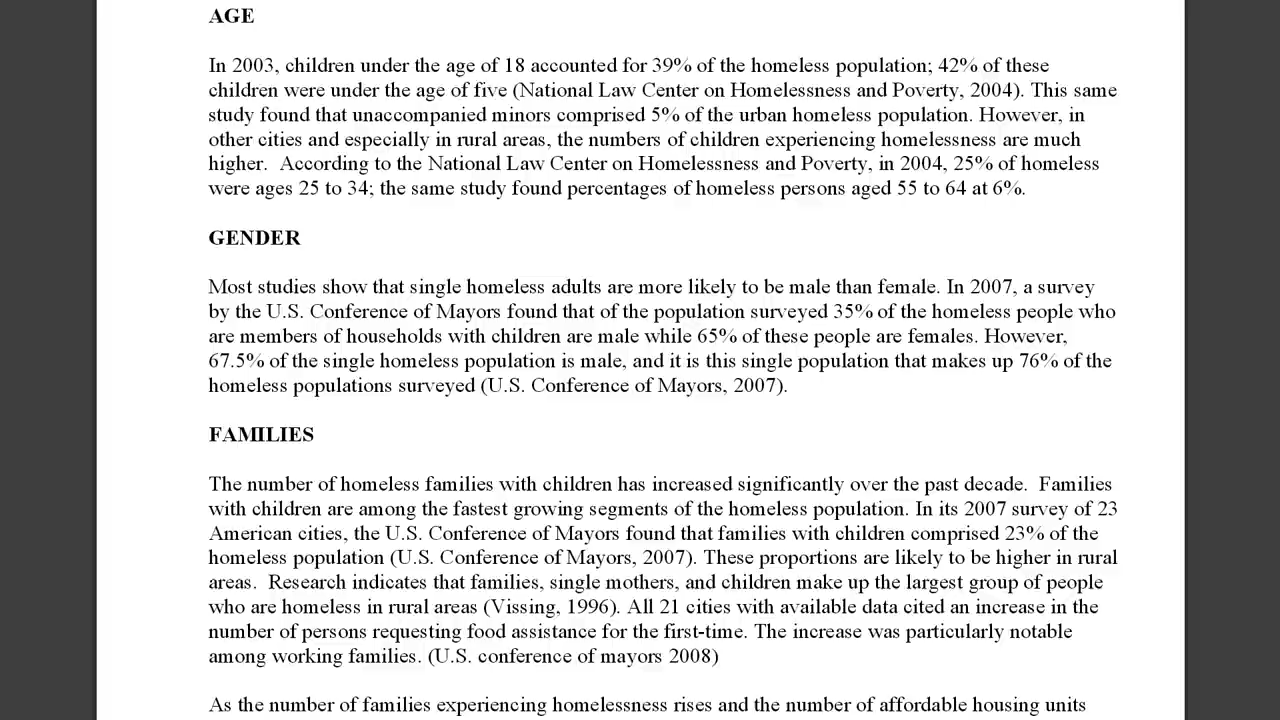 AGE
In 2003, children under the age of 18 accounted for 39% of the homeless population; 42% of these
children were under the age of five (National Law Center on Homelessness and Poverty, 2004). This same
study found that unaccompanied minors comprised 5% of the urban homeless population. However, in
other cities and especially in rural areas, the numbers of children experiencing homelessness are much
higher.  According to the National Law Center on Homelessness and Poverty, in 2004, 25% of homeless
were ages 25 to 34; the same study found percentages of homeless persons aged 55 to 64 at 6%.
GENDER
Most studies show that single homeless adults are more likely to be male than female. In 2007, a survey
by the U.S. Conference of Mayors found that of the population surveyed 35% of the homeless people who
are members of households with children are male while 65% of these people are females. However,
67.5% of the single homeless population is male, and it is this single population that makes up 76% of the
homeless populations surveyed (U.S. Conference of Mayors, 2007).
FAMILIES
The number of homeless families with children has increased significantly over the past decade.  Families
with children are among the fastest growing segments of the homeless population. In its 2007 survey of 23
American cities, the U.S. Conference of Mayors found that families with children comprised 23% of the
homeless population (U.S. Conference of Mayors, 2007). These proportions are likely to be higher in rural
areas.  Research indicates that families, single mothers, and children make up the largest group of people
who are homeless in rural areas (Vissing, 1996). All 21 cities with available data cited an increase in the
number of persons requesting food assistance for the first-time. The increase was particularly notable
among working families. (U.S. conference of mayors 2008)
As the number of families experiencing homelessness rises and the number of affordable housing units